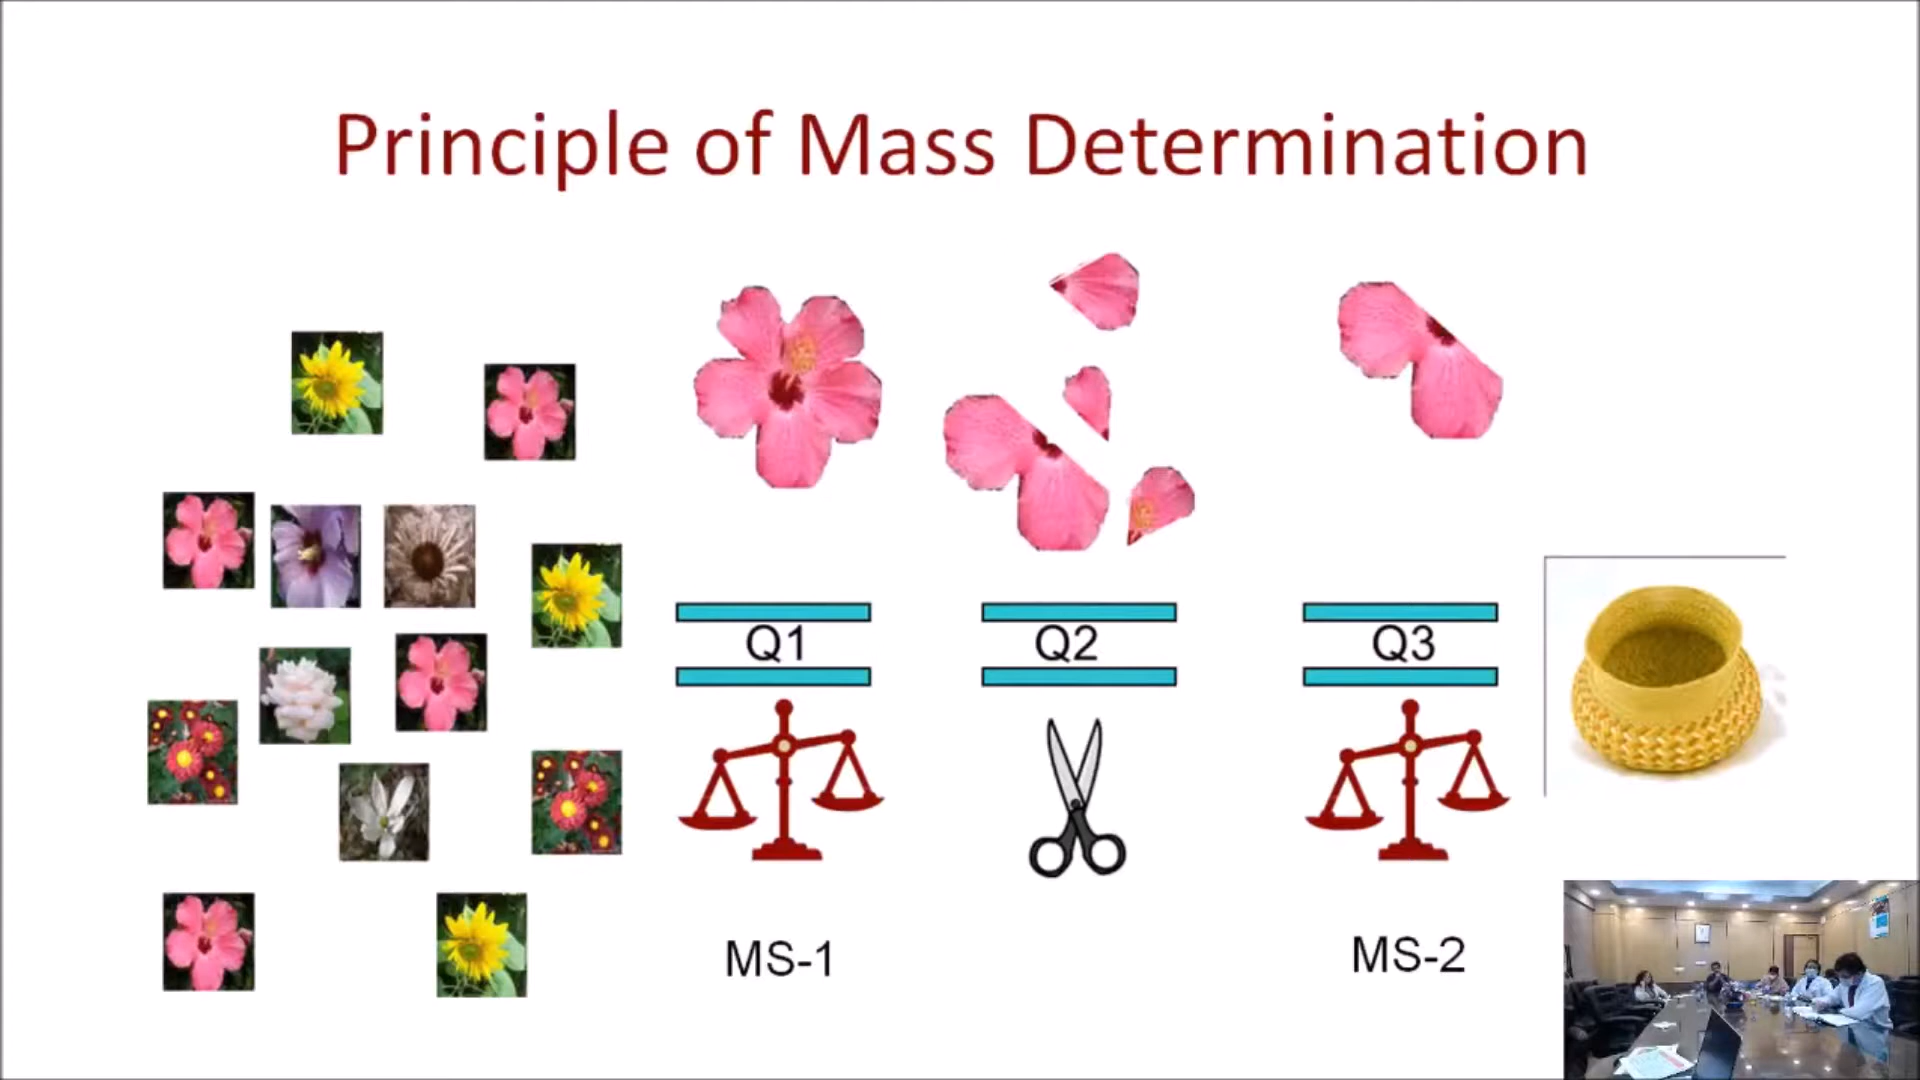 Principle of Mass Determination
Q1
Q2
Q3
MS-1
MS-2